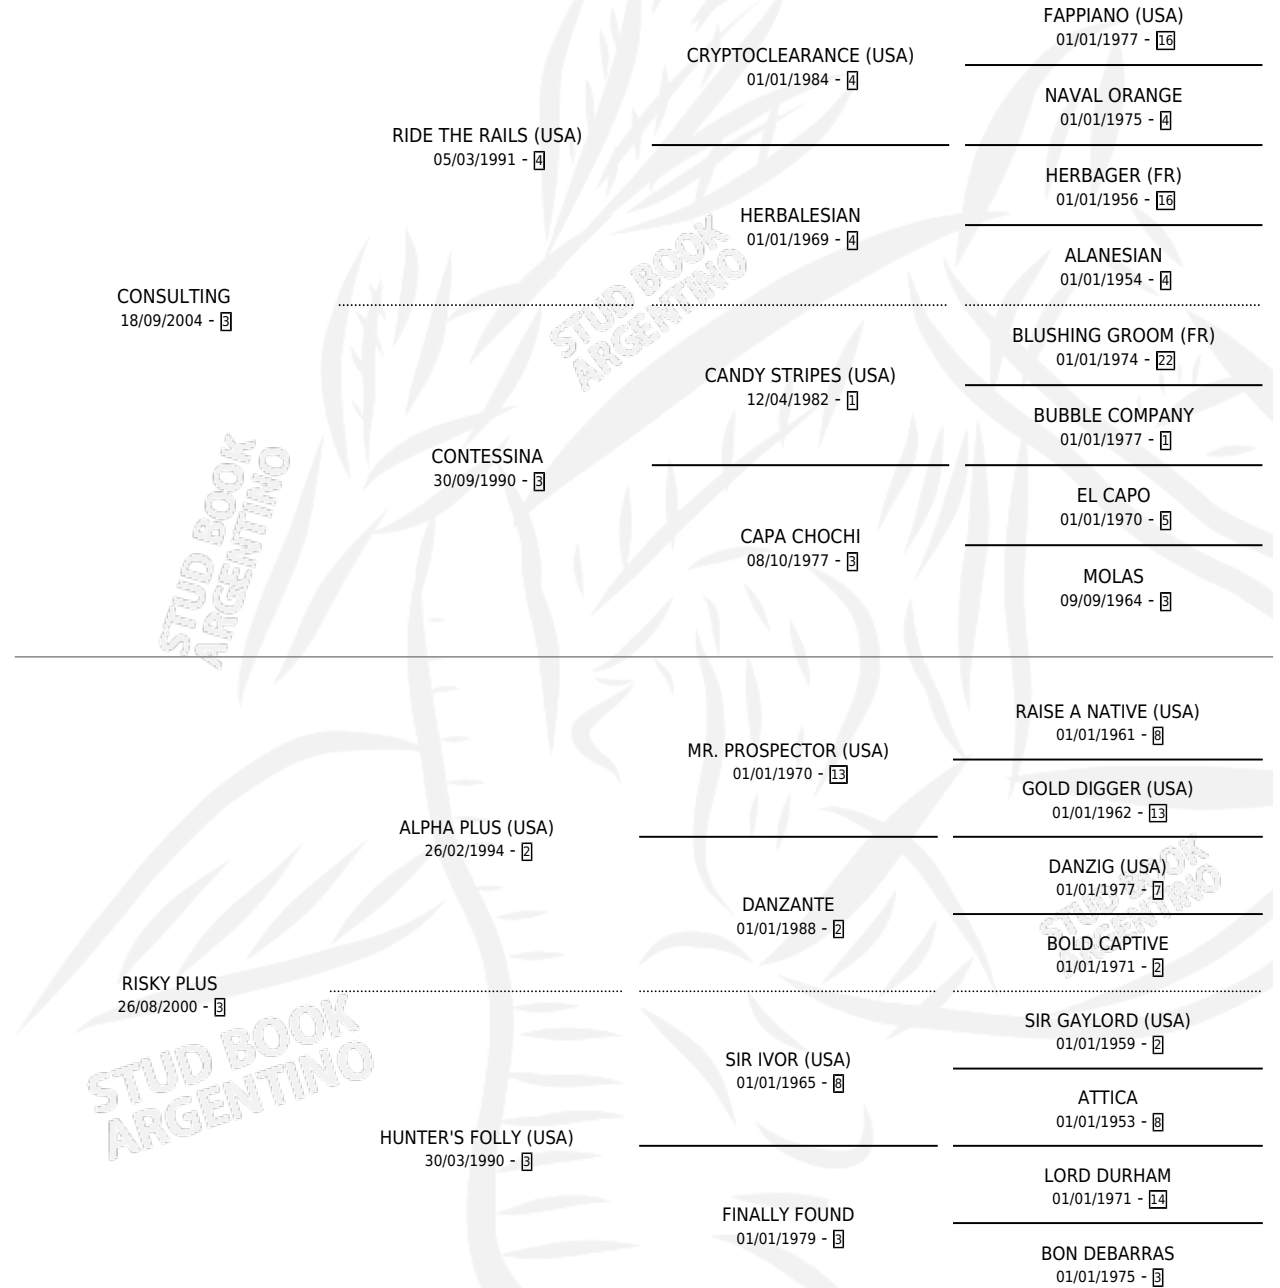 FAPPIANO (USA)
01/01/1977 - 16
CRYPTOCLEARANCE (USA)
01/01/1984 - 4
NAVAL ORANGE
01/01/1975 - 4
RIDE THE RAILS (USA)
05/03/1991 - 4
HERBAGER (FR)
01/01/1956 - 16
HERBALESIAN
01/01/1969 - 4
ALANESIAN
01/01/1954 - 4
CONSULTING
18/09/2004 - 3
BLUSHING GROOM (FR)
01/01/1974 - 22
CANDY STRIPES (USA)
12/04/1982 - 1
BUBBLE COMPANY
01/01/1977 - 1
CONTESSINA
30/09/1990 - 3
EL CAPO
01/01/1970 - 5
CAPA CHOCHI
08/10/1977 - 3
MOLAS
09/09/1964 - 3
RAISE A NATIVE (USA)
01/01/1961 - 8
MR. PROSPECTOR (USA)
01/01/1970 - 13
GOLD DIGGER (USA)
01/01/1962 - 13
ALPHA PLUS (USA)
26/02/1994 - 2
DANZIG (USA)
01/01/1977 - 7
DANZANTE
01/01/1988 - 2
BOLD CAPTIVE
01/01/1971 - 2
RISKY PLUS
26/08/2000 - 3
SIR GAYLORD (USA)
01/01/1959 - 2
SIR IVOR (USA)
01/01/1965 - 8
ATTICA
01/01/1953 - 8
HUNTER'S FOLLY (USA)
30/03/1990 - 3
LORD DURHAM
01/01/1971 - 14
FINALLY FOUND
01/01/1979 - 3
BON DEBARRAS
01/01/1975 - 3
STUD BOOK
ARGENTINO
STUD BOOK
ARGENTINO
STUD BOOK
ARGENTINO
STUD BOOK
ARGENTINO